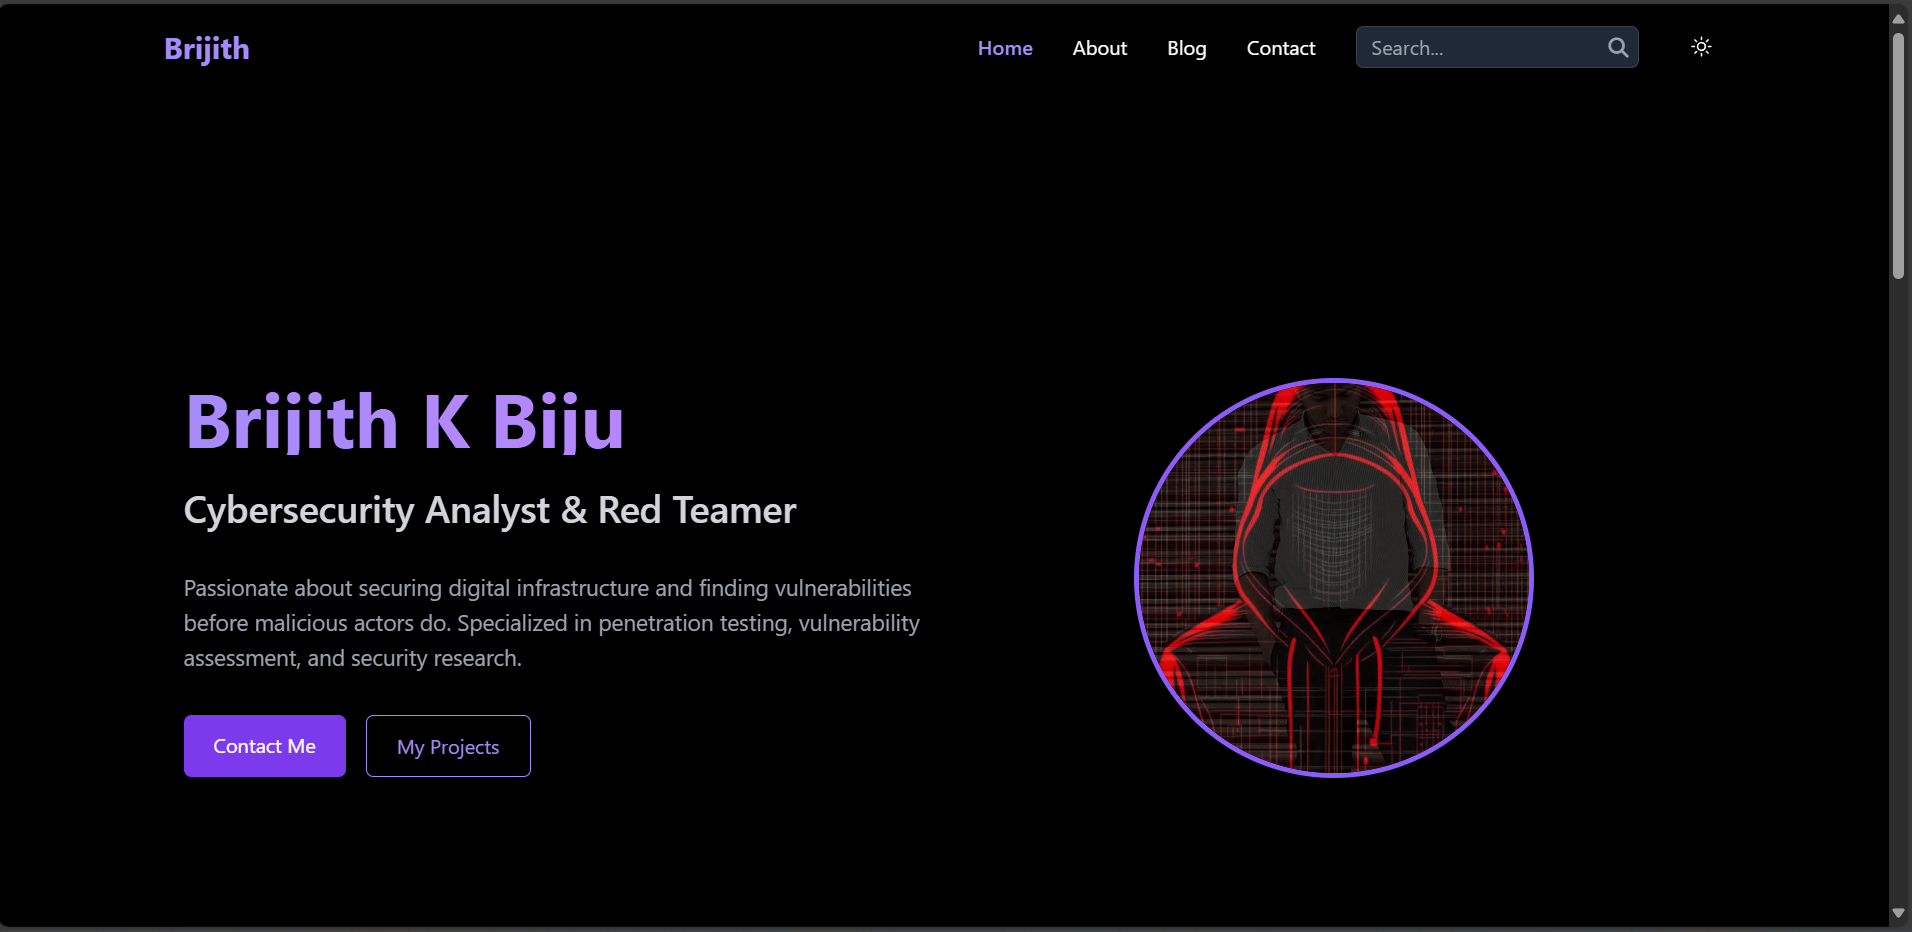 Brijith
Home About Blog Contact Search...
Brijith K Biju
Cybersecurity Analyst & Red Teamer
Passionate about securing digital infrastructure and finding vulnerabilities
before malicious actors do. Specialized in penetration testing, vulnerability
assessment, and security research.
Contact Me My Projects